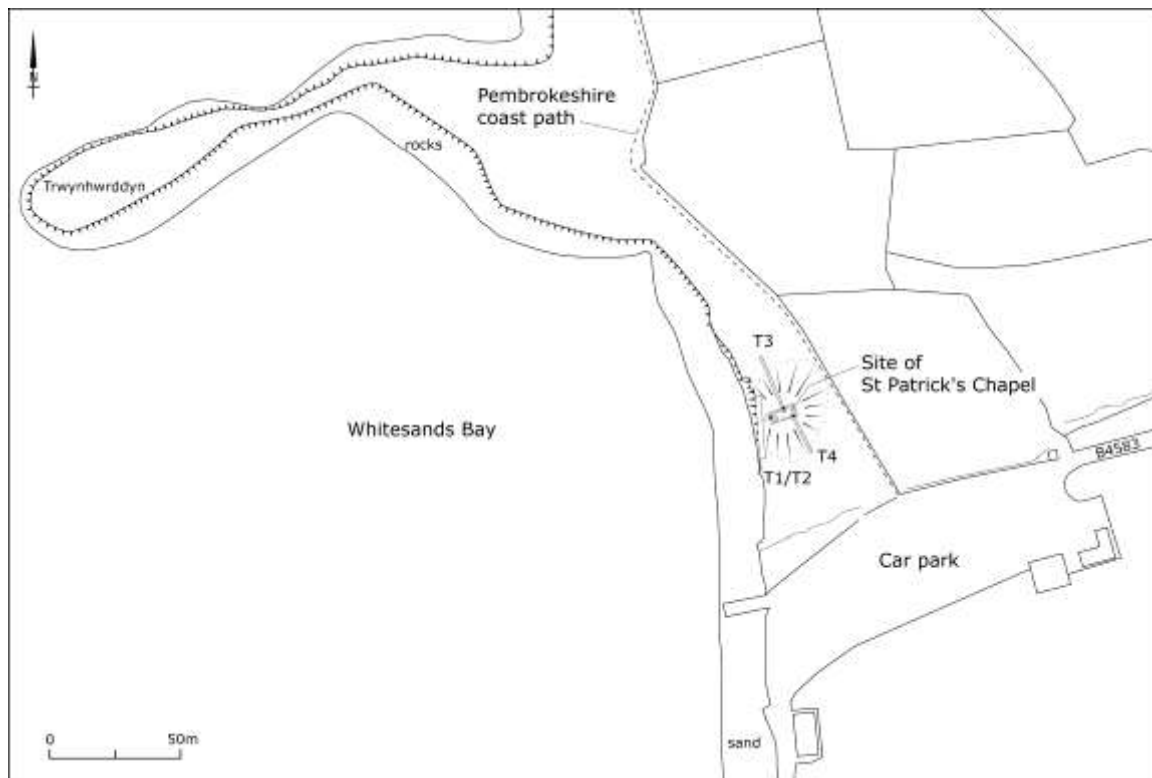 N
Pembrokeshire
coast path
rocks
Trwynhwrddyn
T3
Site of
St Patrick's Chapel
Whitesands Bay
T4
B4583
T1/T2
Car park
0 50m
sand